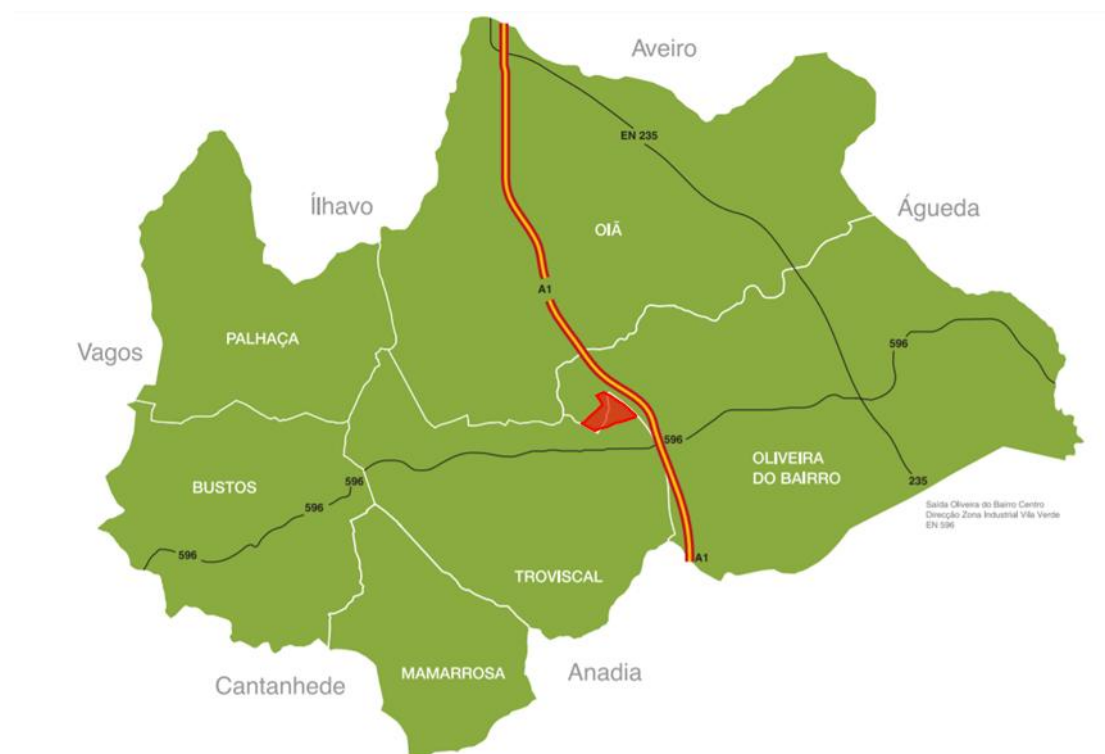 Aveiro
EN 235
Ílhavo
Águeda
OIÃ
A1
PALHAÇA
Vagos
596
596
OLIVEIRA
DO BAIRRO
BUSTOS
596
235
596
Saída Oliveira do Bairro Centro
Direcção Zona Industrial Vila Verde
EN 596
596
A1
TROVISCAL
MAMARROSA
Anadia
Cantanhede